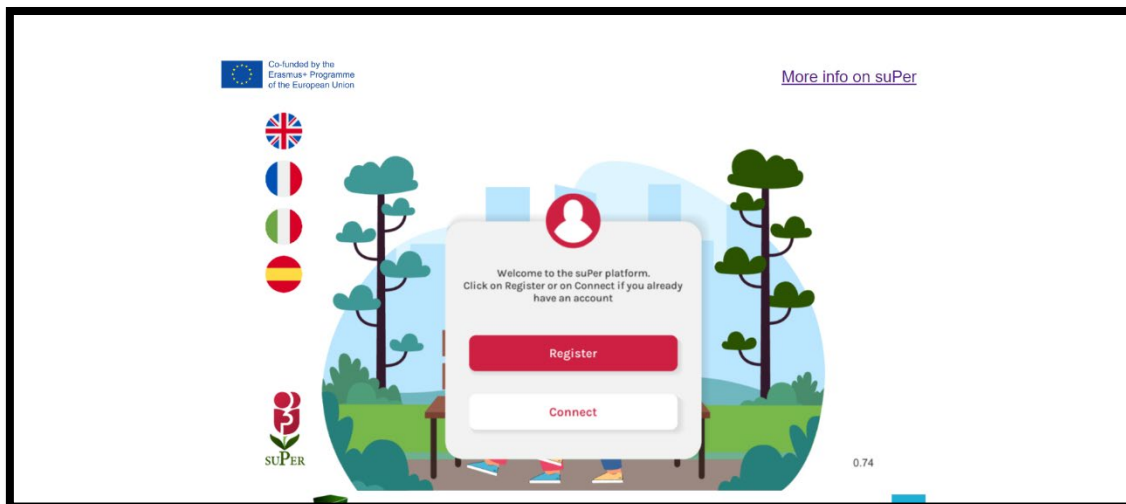 Co-funded by the
Erasmus+ Programme
of the European Union
More info on suPer
Welcome to the suPer platform.
Click on Register or on Connect if you already
have an account
Register
Connect
suPer
0.74